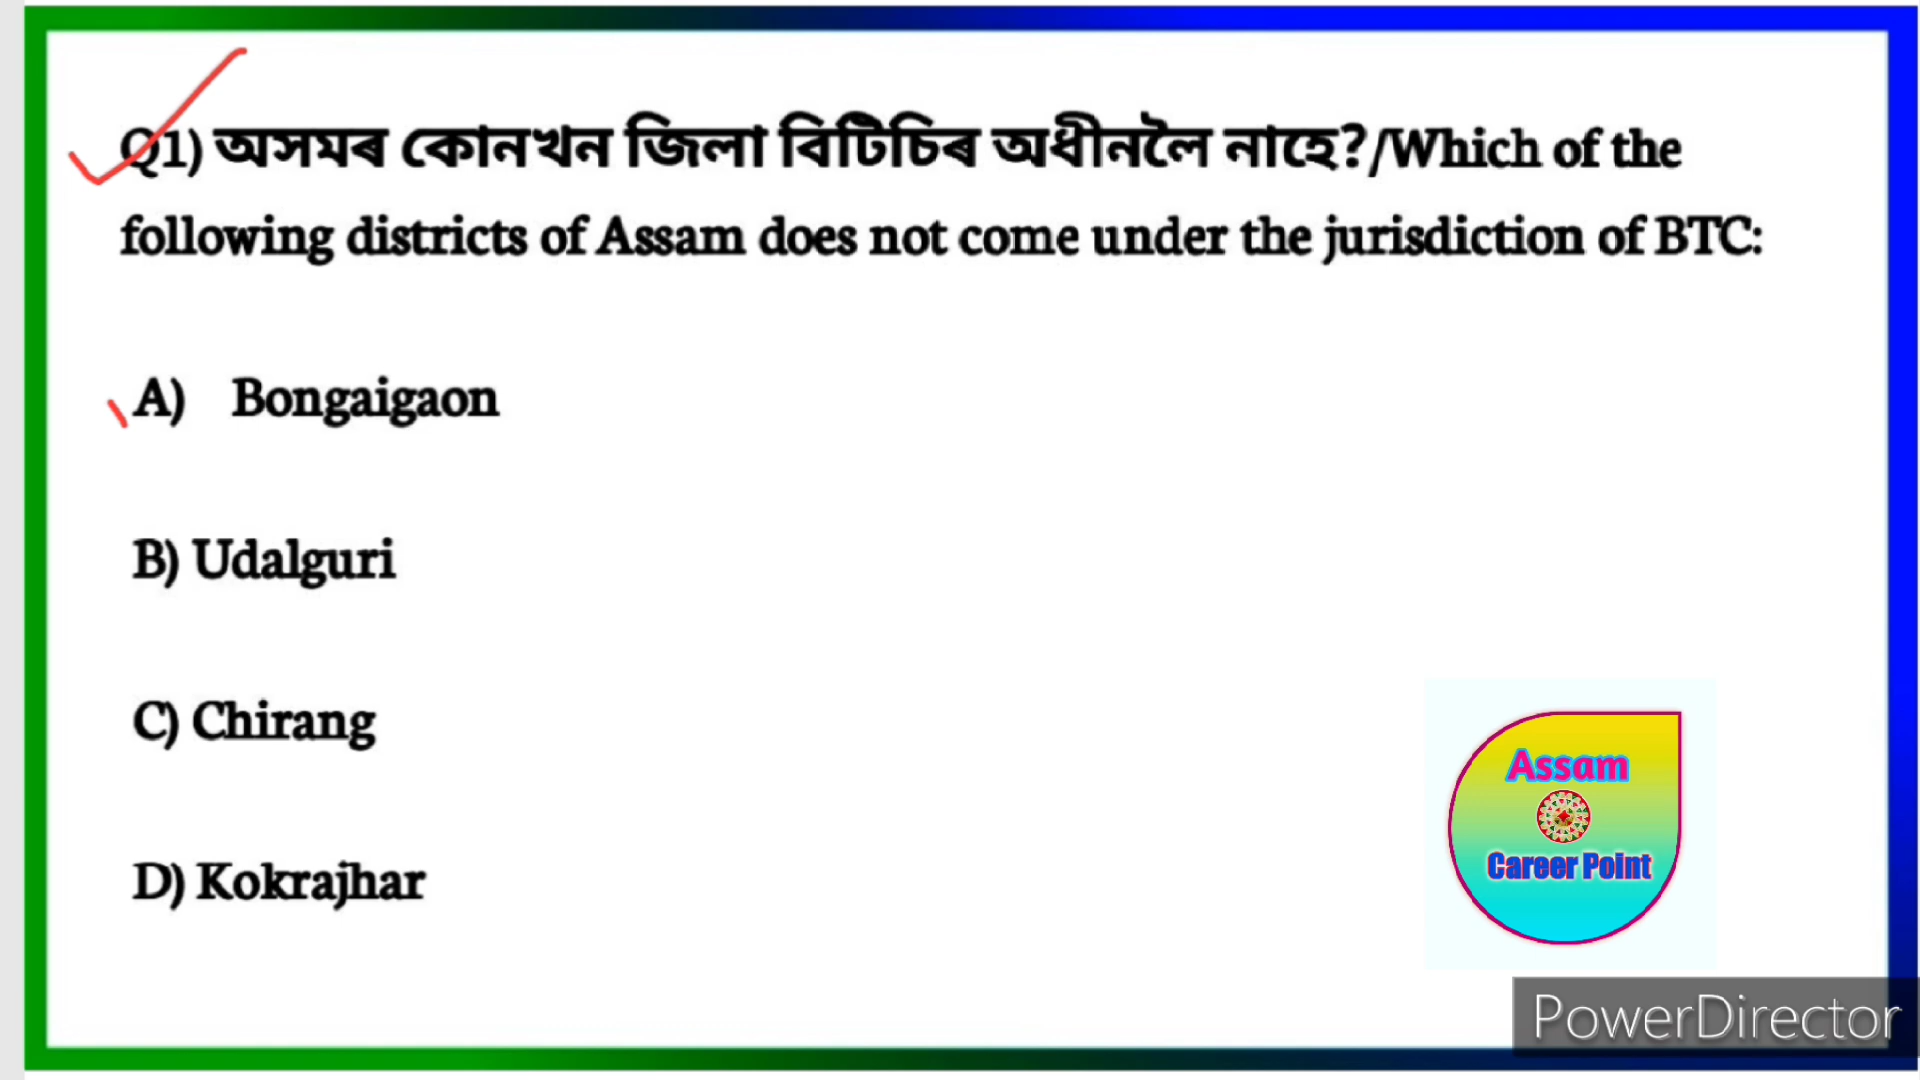 Q1) অসমৰ কোনখন জিলা বিটিচিৰ অধীনলৈ নাহে?/Which of the
following districts of Assam does not come under the jurisdiction of BTC:
A) Bongaigaon
B) Udalguri
C) Chirang
D) Kokrajhar
Assam
Career Point
PowerDirector